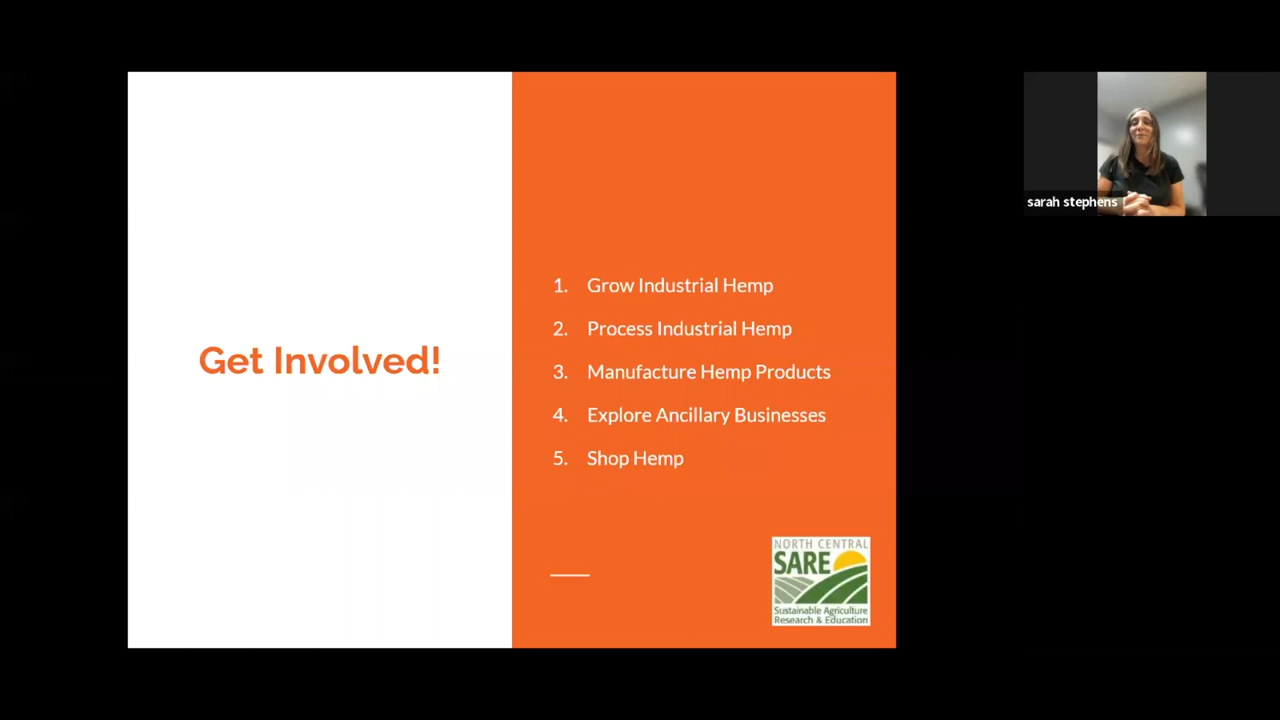 Get Involved!
1. Grow Industrial Hemp
2. Process Industrial Hemp
3. Manufacture Hemp Products
4. Explore Ancillary Businesses
5. Shop Hemp
NORTH CENTRAL
SARE
Sustainable Agriculture
Research & Education
sarah stephens